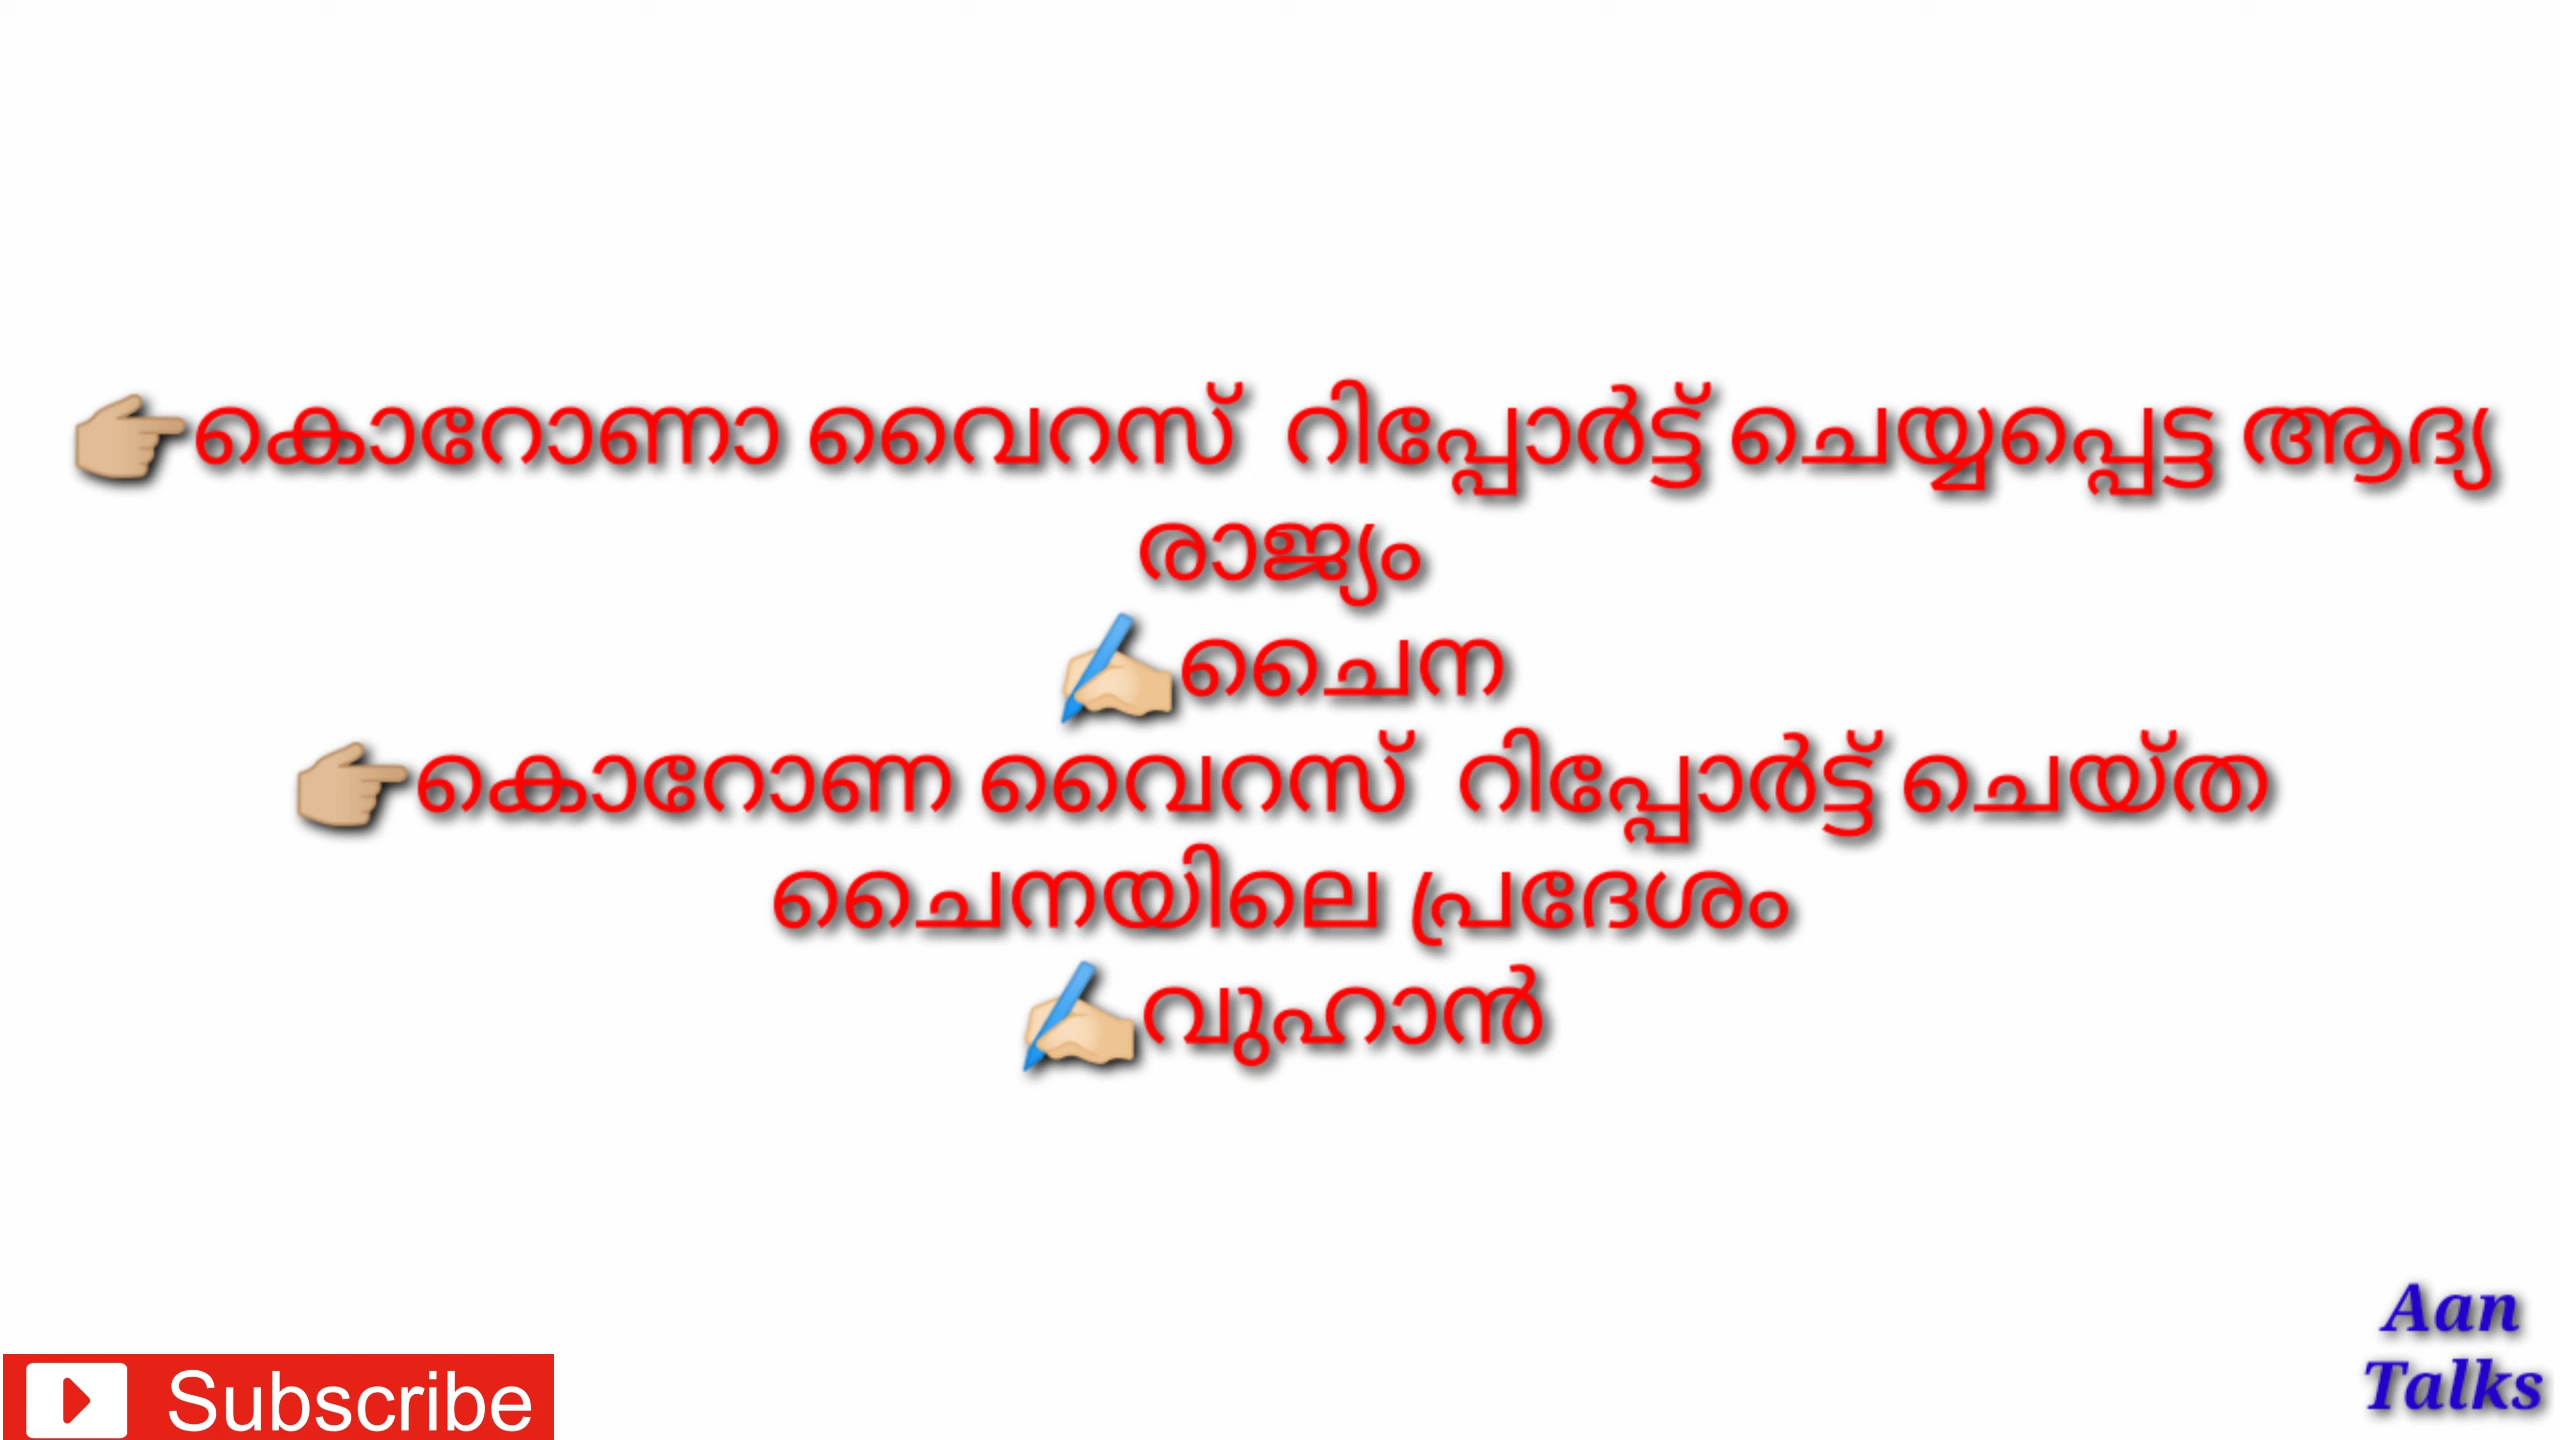 👉🏼കൊറോണാ വൈറസ്  റിപ്പോർട്ട് ചെയ്യപ്പെട്ട ആദ്യ
രാജ്യം
✍🏻ചൈന
👉🏼കൊറോണ വൈറസ്  റിപ്പോർട്ട് ചെയ്ത
ചൈനയിലെ പ്രദേശം
✍🏻വുഹാൻ
Aan
Talks
Subscribe